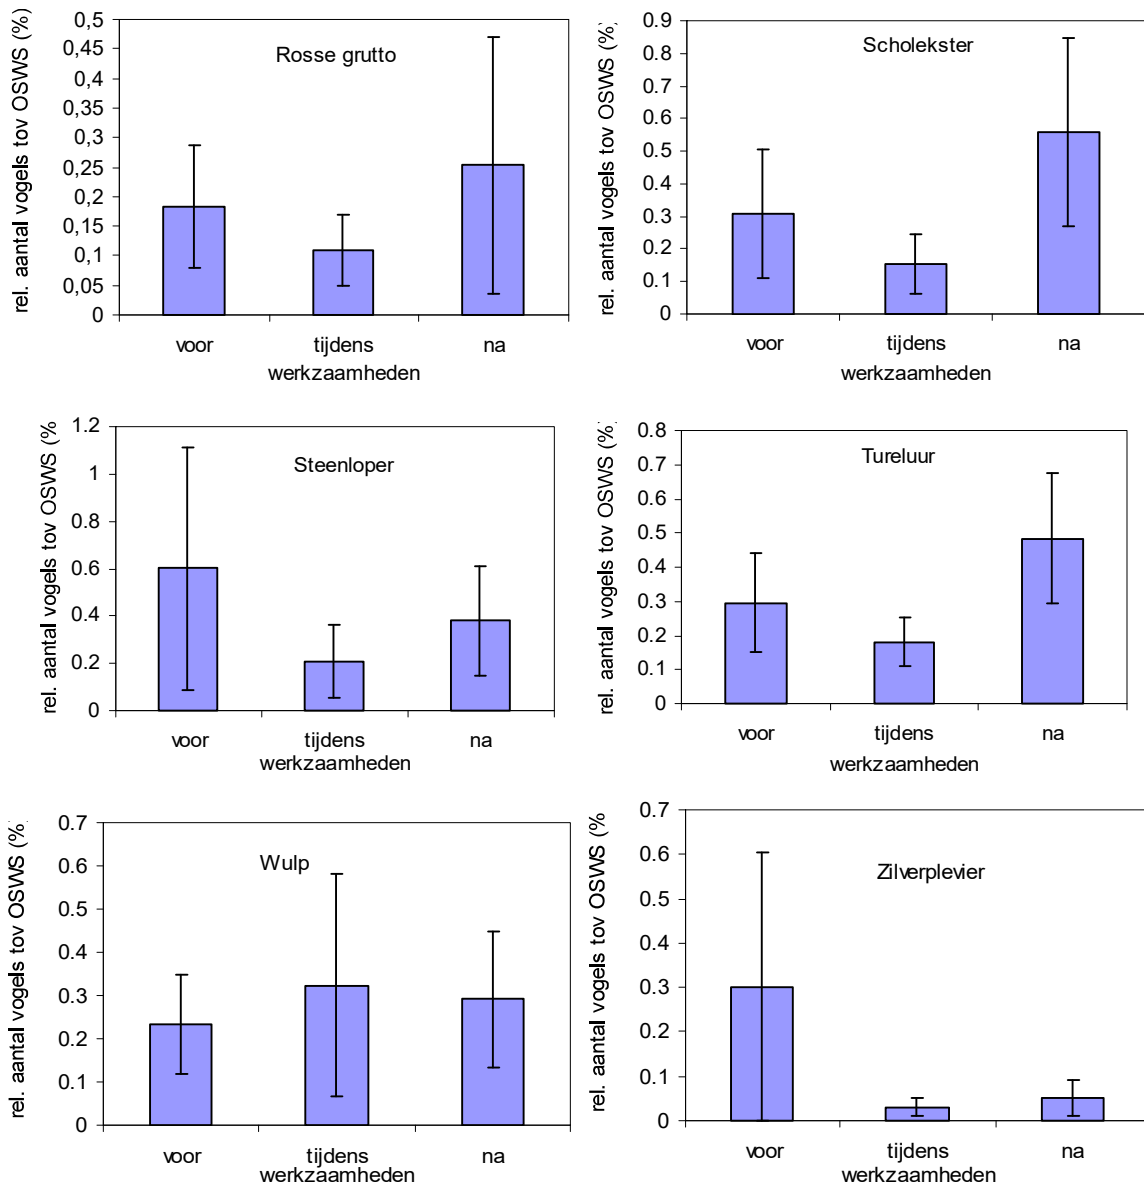 rel. aantal vogels tov OSWS (%)
Rosse grutto
0,5
0,45
0,4
0,35
0,3
0,25
0,2
0,15
0,1
0,05
0
voor tijdens na
werkzaamheden
rel. aantal vogels tov OSWS (%)
Scholekster
0.9
0.8
0.7
0.6
0.5
0.4
0.3
0.2
0.1
0
voor tijdens na
werkzaamheden
rel. aantal vogels tov OSWS (%
Steenloper
1.2
1
0.8
0.6
0.4
0.2
0
voor tijdens na
werkzaamheden
rel. aantal vogels tov OSWS (%)
Tureluur
0.8
0.7
0.6
0.5
0.4
0.3
0.2
0.1
0
voor tijdens na
werkzaamheden
rel. aantal vogels tov OSWS (%
Wulp
0.7
0.6
0.5
0.4
0.3
0.2
0.1
0
voor tijdens na
werkzaamheden
rel. aantal vogels tov OSWS (%
Zilverplevier
0.7
0.6
0.5
0.4
0.3
0.2
0.1
0
voor tijdens na
werkzaamheden